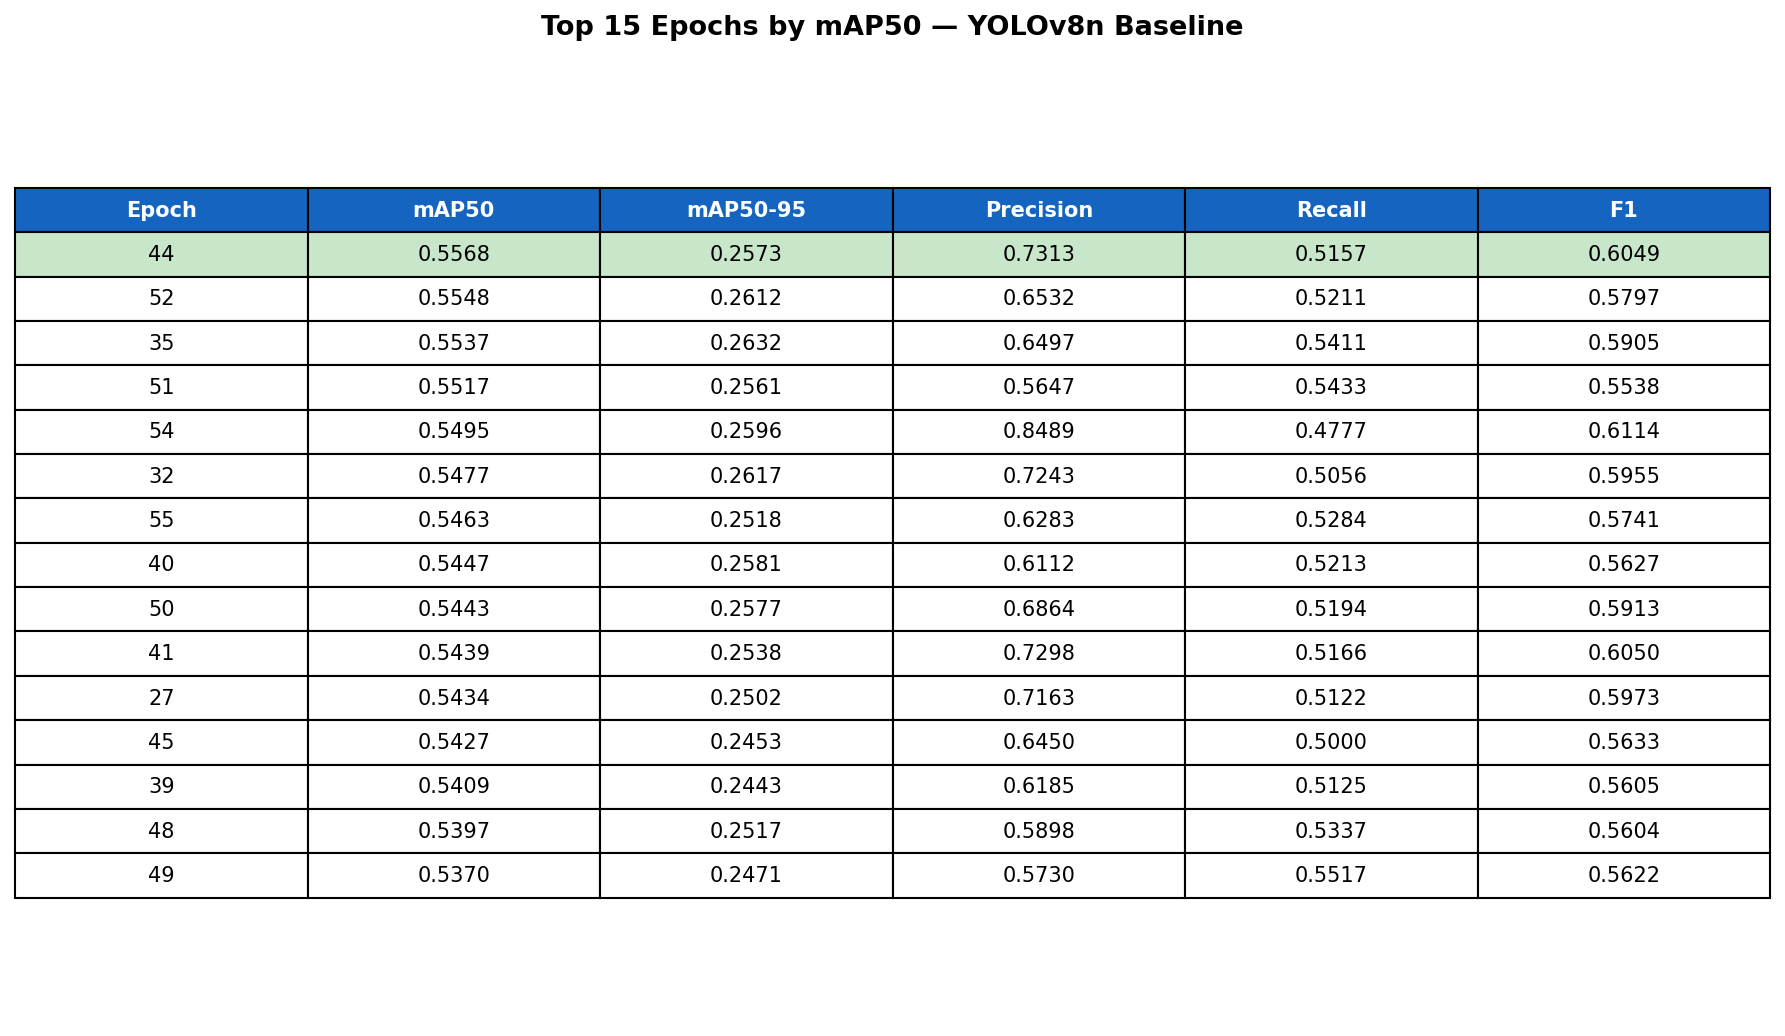 Top 15 Epochs by mAP50 — YOLOv8n Baseline
Epoch mAP50 mAP50-95 Precision Recall F1
44 0.5568 0.2573 0.7313 0.5157 0.6049
52 0.5548 0.2612 0.6532 0.5211 0.5797
35 0.5537 0.2632 0.6497 0.5411 0.5905
51 0.5517 0.2561 0.5647 0.5433 0.5538
54 0.5495 0.2596 0.8489 0.4777 0.6114
32 0.5477 0.2617 0.7243 0.5056 0.5955
55 0.5463 0.2518 0.6283 0.5284 0.5741
40 0.5447 0.2581 0.6112 0.5213 0.5627
50 0.5443 0.2577 0.6864 0.5194 0.5913
41 0.5439 0.2538 0.7298 0.5166 0.6050
27 0.5434 0.2502 0.7163 0.5122 0.5973
45 0.5427 0.2453 0.6450 0.5000 0.5633
39 0.5409 0.2443 0.6185 0.5125 0.5605
48 0.5397 0.2517 0.5898 0.5337 0.5604
49 0.5370 0.2471 0.5730 0.5517 0.5622